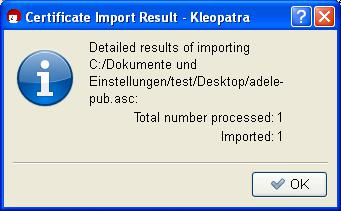 Certificate Import Result - Kleopatra
Detailed results of importing
C:/Dokumente und
Einstellungen/test/Desktop/adele-
pub.asc:
Total number processed: 1
Imported: 1
OK